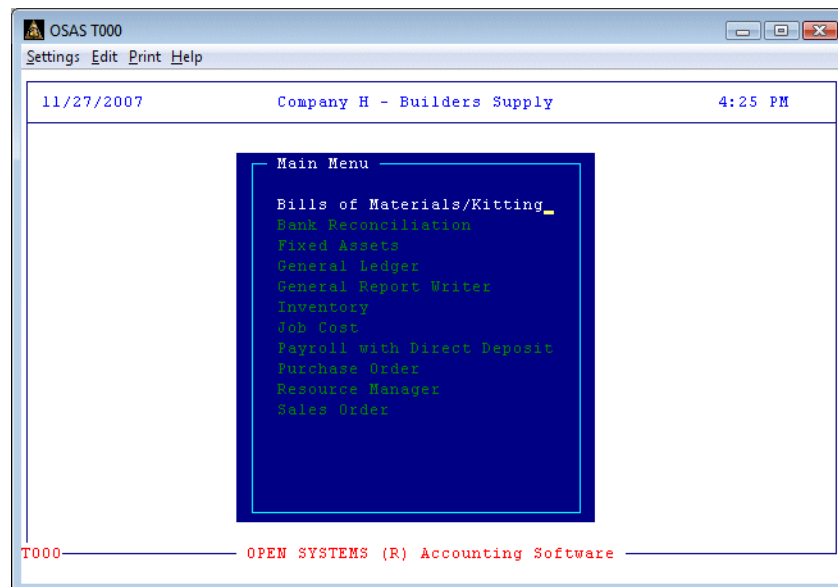 OSAS T000
Settings Edit Print Help
11/27/2007 Company H - Builders Supply 4:25 PM
Main Menu
Bills of Materials/Kitting
Bank Reconciliation
Fixed Assets
General Ledger
General Report Writer
Inventory
Job Cost
Payroll with Direct Deposit
Purchase Order
Resource Manager
Sales Order
T000 OPEN SYSTEMS (R) Accounting Software